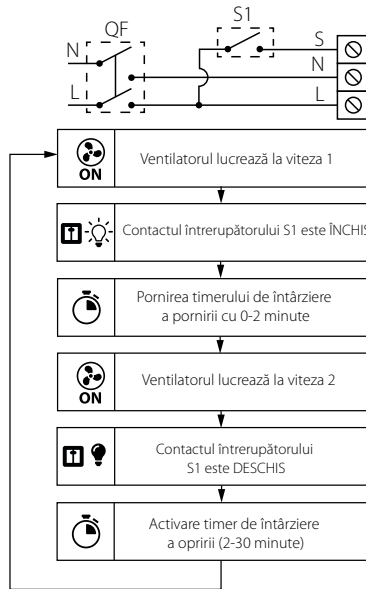 QF
S1
N
S
N
L
L
ON
Ventilatorul lucrează la viteza 1
Contactul întrerupătorului S1 este ÎNCHIS
Pornirea timerului de întârziere
a pornirii cu 0-2 minute
ON
Ventilatorul lucrează la viteza 2
Contactul întrerupătorului
S1 este DESCHIS
Activare timer de întârziere
a opririi (2-30 minute)